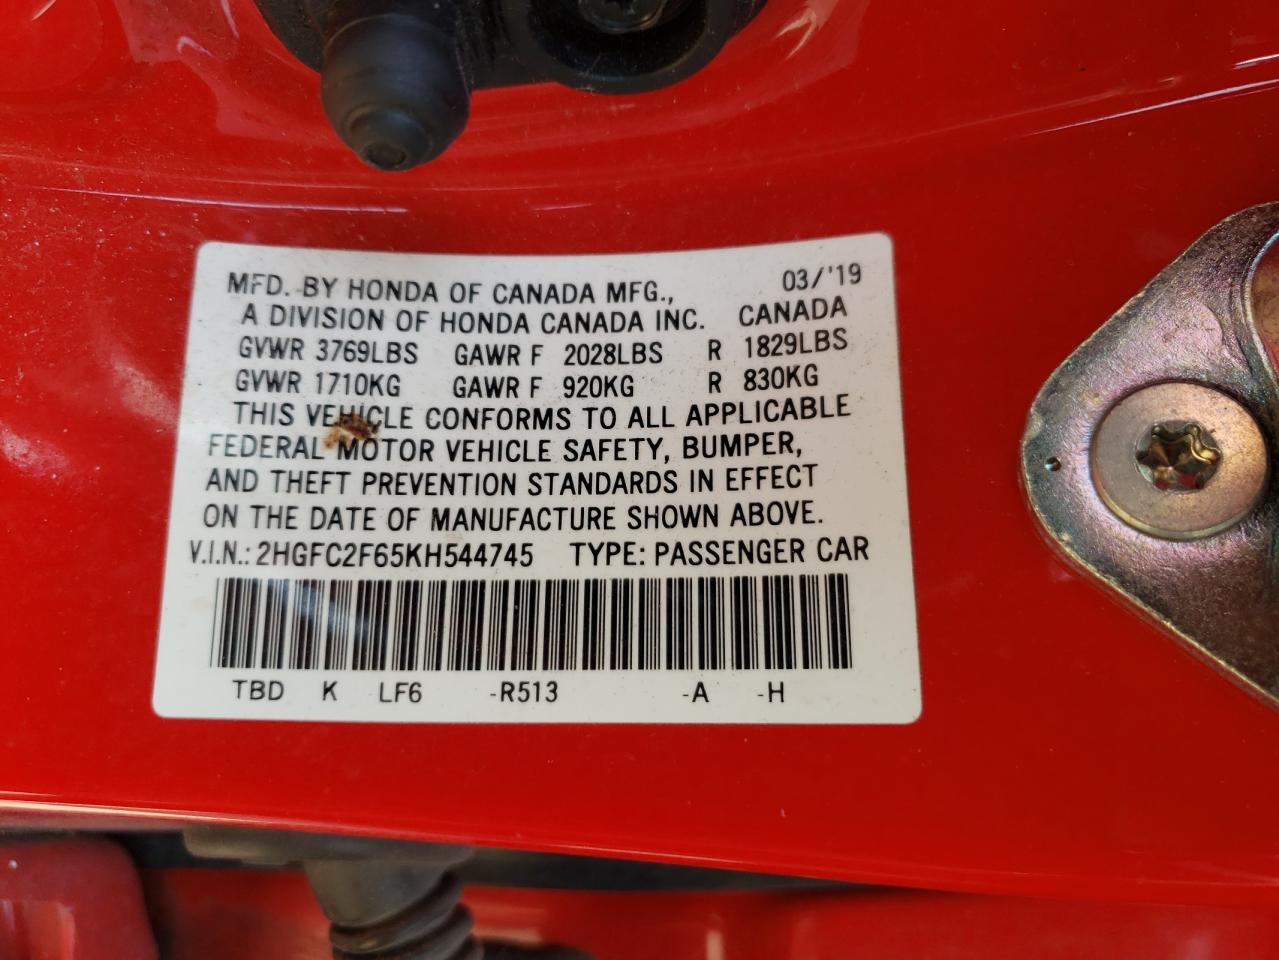 MFD. BY HONDA OF CANADA MFG., 03/'19
A DIVISION OF HONDA CANADA INC. CANADA
GVWR 3769LBS GAWR F 2028LBS R 1829LBS
GVWR 1710KG GAWR F 920KG R 830KG
THIS VEHICLE CONFORMS TO ALL APPLICABLE
FEDERAL MOTOR VEHICLE SAFETY, BUMPER,
AND THEFT PREVENTION STANDARDS IN EFFECT
ON THE DATE OF MANUFACTURE SHOWN ABOVE.
V.I.N.: 2HGFC2F65KH544745 TYPE: PASSENGER CAR
TBD K LF6 -R513 -A -H